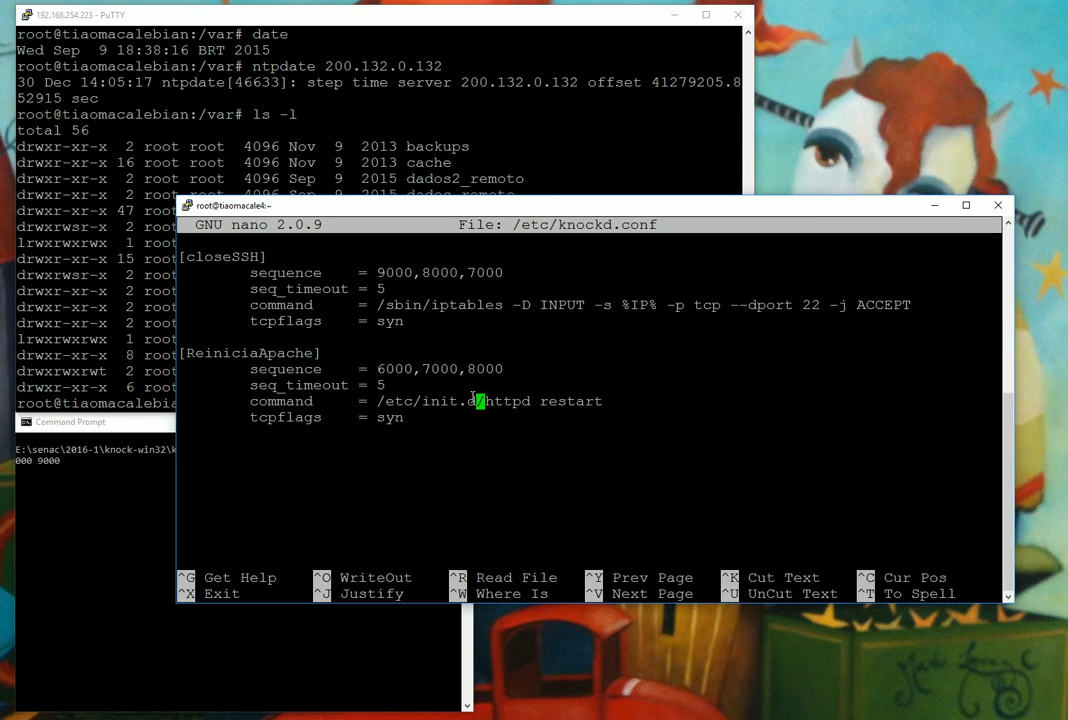 192.168.254.223 - PuTTY
root@tiaomacalebian:/var# date
Wed Sep  9 18:38:16 BRT 2015
root@tiaomacalebian:/var# ntpdate 200.132.0.132
30 Dec 14:05:17 ntpdate[46633]: step time server 200.132.0.132 offset 41279205.8
52915 sec
root@tiaomacalebian:/var# ls -l
total 56
drwxr-xr-x  2 root root  4096 Nov  9  2013 backups
drwxr-xr-x 16 root root  4096 Nov  9  2013 cache
drwxr-xr-x  2 root root  4096 Sep  9  2015 dados2_remoto
drwxr-xr-x  2 root root  4096 Sep  9  2015 dados_remoto
drwxr-xr-x 47 root
drwxrwsr-x  2 root
lrwxrwxrwx  1 root
drwxr-xr-x 15 root
drwxrwsr-x  2 root
drwxr-xr-x  2 root
drwxrwsr-x  2 root
drwxr-xr-x  2 root
lrwxrwxrwx  1 root
drwxr-xr-x  8 root
drwxrwxrwt  2 root
drwxr-xr-x  6 root
root@tiaomacalebia
root@tiaomacale4:~
GNU nano 2.0.9 File: /etc/knockd.conf
[closeSSH]
sequence    = 9000,8000,7000
seq_timeout = 5
command     = /sbin/iptables -D INPUT -s %IP% -p tcp --dport 22 -j ACCEPT
tcpflags    = syn
[ReiniciaApache]
sequence    = 6000,7000,8000
seq_timeout = 5
command     = /etc/init.d/httpd restart
tcpflags    = syn
^G Get Help ^O WriteOut ^R Read File ^Y Prev Page ^K Cut Text ^C Cur Pos
^X Exit ^J Justify ^W Where Is ^V Next Page ^U UnCut Text ^T To Spell
Command Prompt
E:\senac\2016-1\knock-win32\k
000 9000